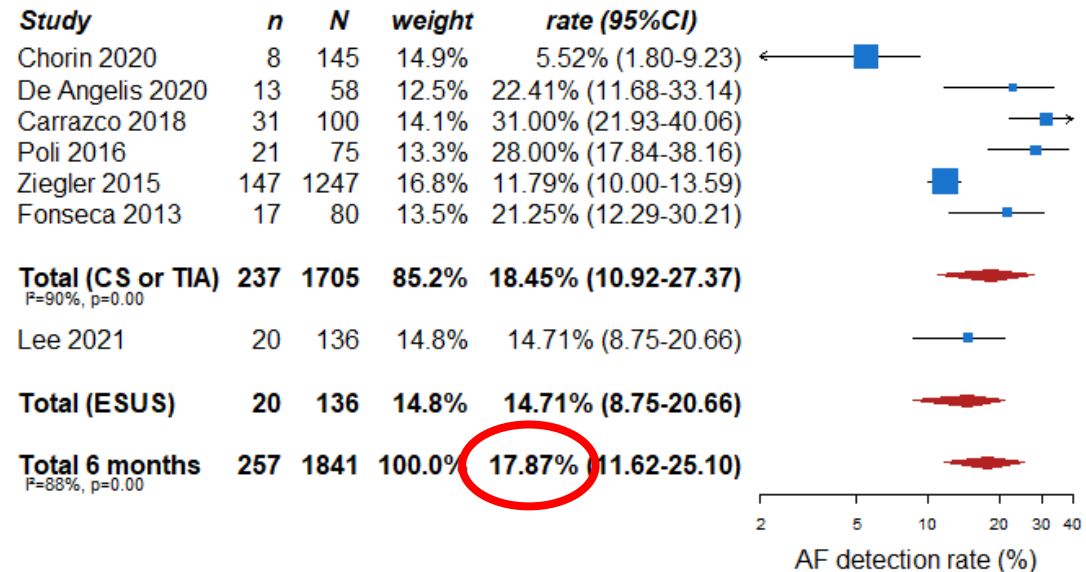 Study n N weight rate (95%CI)
Chorin 2020 8 145 14.9% 5.52% (1.80-9.23)
De Angelis 2020 13 58 12.5% 22.41% (11.68-33.14)
Carrazco 2018 31 100 14.1% 31.00% (21.93-40.06)
Poli 2016 21 75 13.3% 28.00% (17.84-38.16)
Ziegler 2015 147 1247 16.8% 11.79% (10.00-13.59)
Fonseca 2013 17 80 13.5% 21.25% (12.29-30.21)
Total (CS or TIA) 237 1705 85.2% 18.45% (10.92-27.37)
I²=90%, p=0.00
Lee 2021 20 136 14.8% 14.71% (8.75-20.66)
Total (ESUS) 20 136 14.8% 14.71% (8.75-20.66)
Total 6 months 257 1841 100.0% 17.87% (11.62-25.10)
I²=88%, p=0.00
2 5 10 20 30 40
AF detection rate (%)